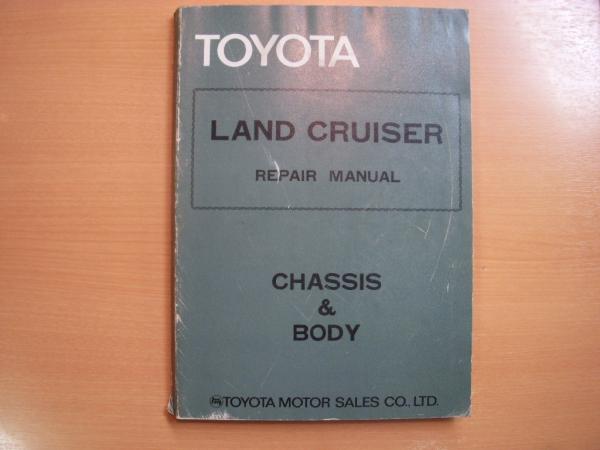 TOYOTA
LAND CRUISER
REPAIR MANUAL
CHASSIS
&
BODY
TOYOTA MOTOR SALES CO., LTD.